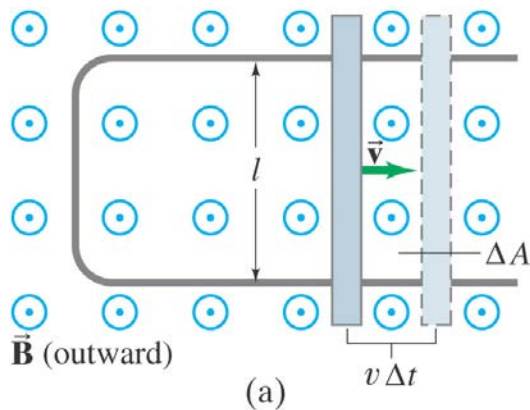 v⃗
l
ΔA
B⃗ (outward)
v Δt
(a)